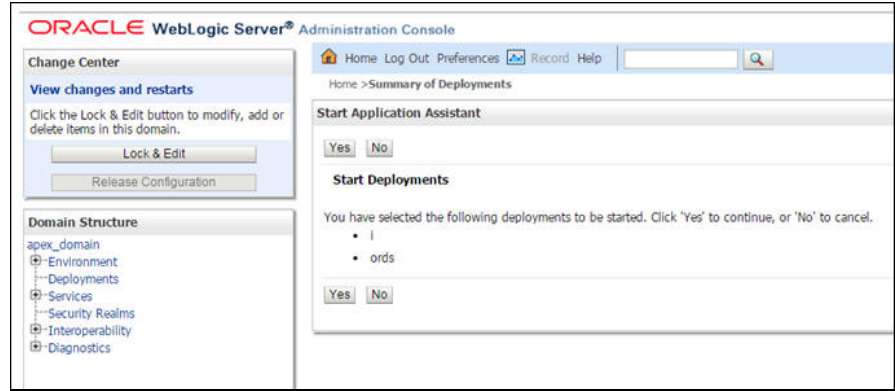 ORACLE WebLogic Server® Administration Console
Change Center
View changes and restarts
Click the Lock & Edit button to modify, add or
delete items in this domain.
Lock & Edit
Release Configuration
Domain Structure
apex_domain
Environment
Deployments
Services
Security Realms
Interoperability
Diagnostics
Home Log Out Preferences Record Help
Home >Summary of Deployments
Start Application Assistant
Yes No
Start Deployments
You have selected the following deployments to be started. Click 'Yes' to continue, or 'No' to cancel.
• i
• ords
Yes No